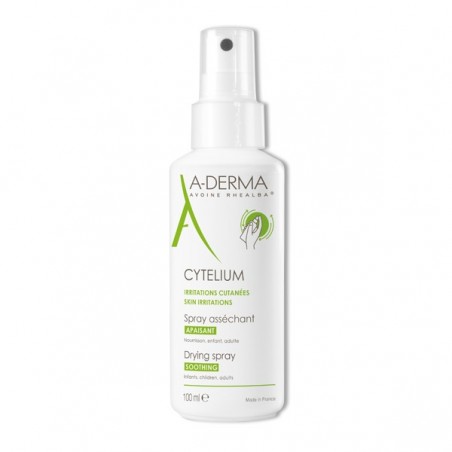 A-DERMA
AVOINE RHEALBA®
CYTELIUM
IRRITATIONS CUTANÉES
SKIN IRRITATIONS
Spray asséchant
APAISANT
Nourrisson, enfant, adulte
Drying spray
SOOTHING
Infants, children, adults
100 ml ℮
Made in France